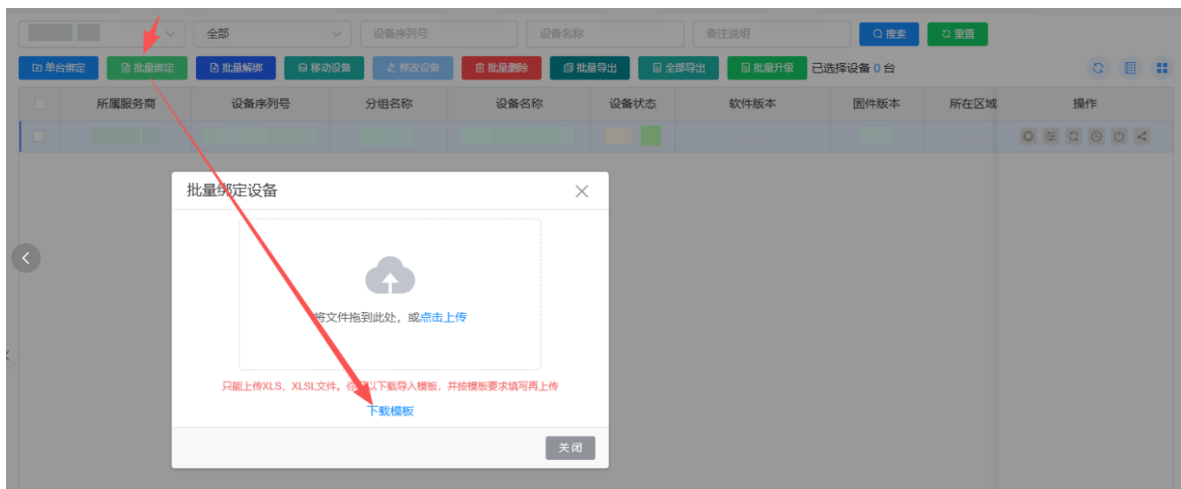 全部 设备序列号 设备名称 备注说明 搜索 重置
单台绑定 批量绑定 批量解绑 移动设备 修改设备 批量删除 批量导出 全部导出 批量升级 已选择设备 0 台
所属服务商 设备序列号 分组名称 设备名称 设备状态 软件版本 固件版本 所在区域 操作
批量绑定设备
将文件拖到此处，或点击上传
只能上传XLS、XLSL文件。你可以下载导入模板，并按模板要求填写再上传
下载模板
关闭